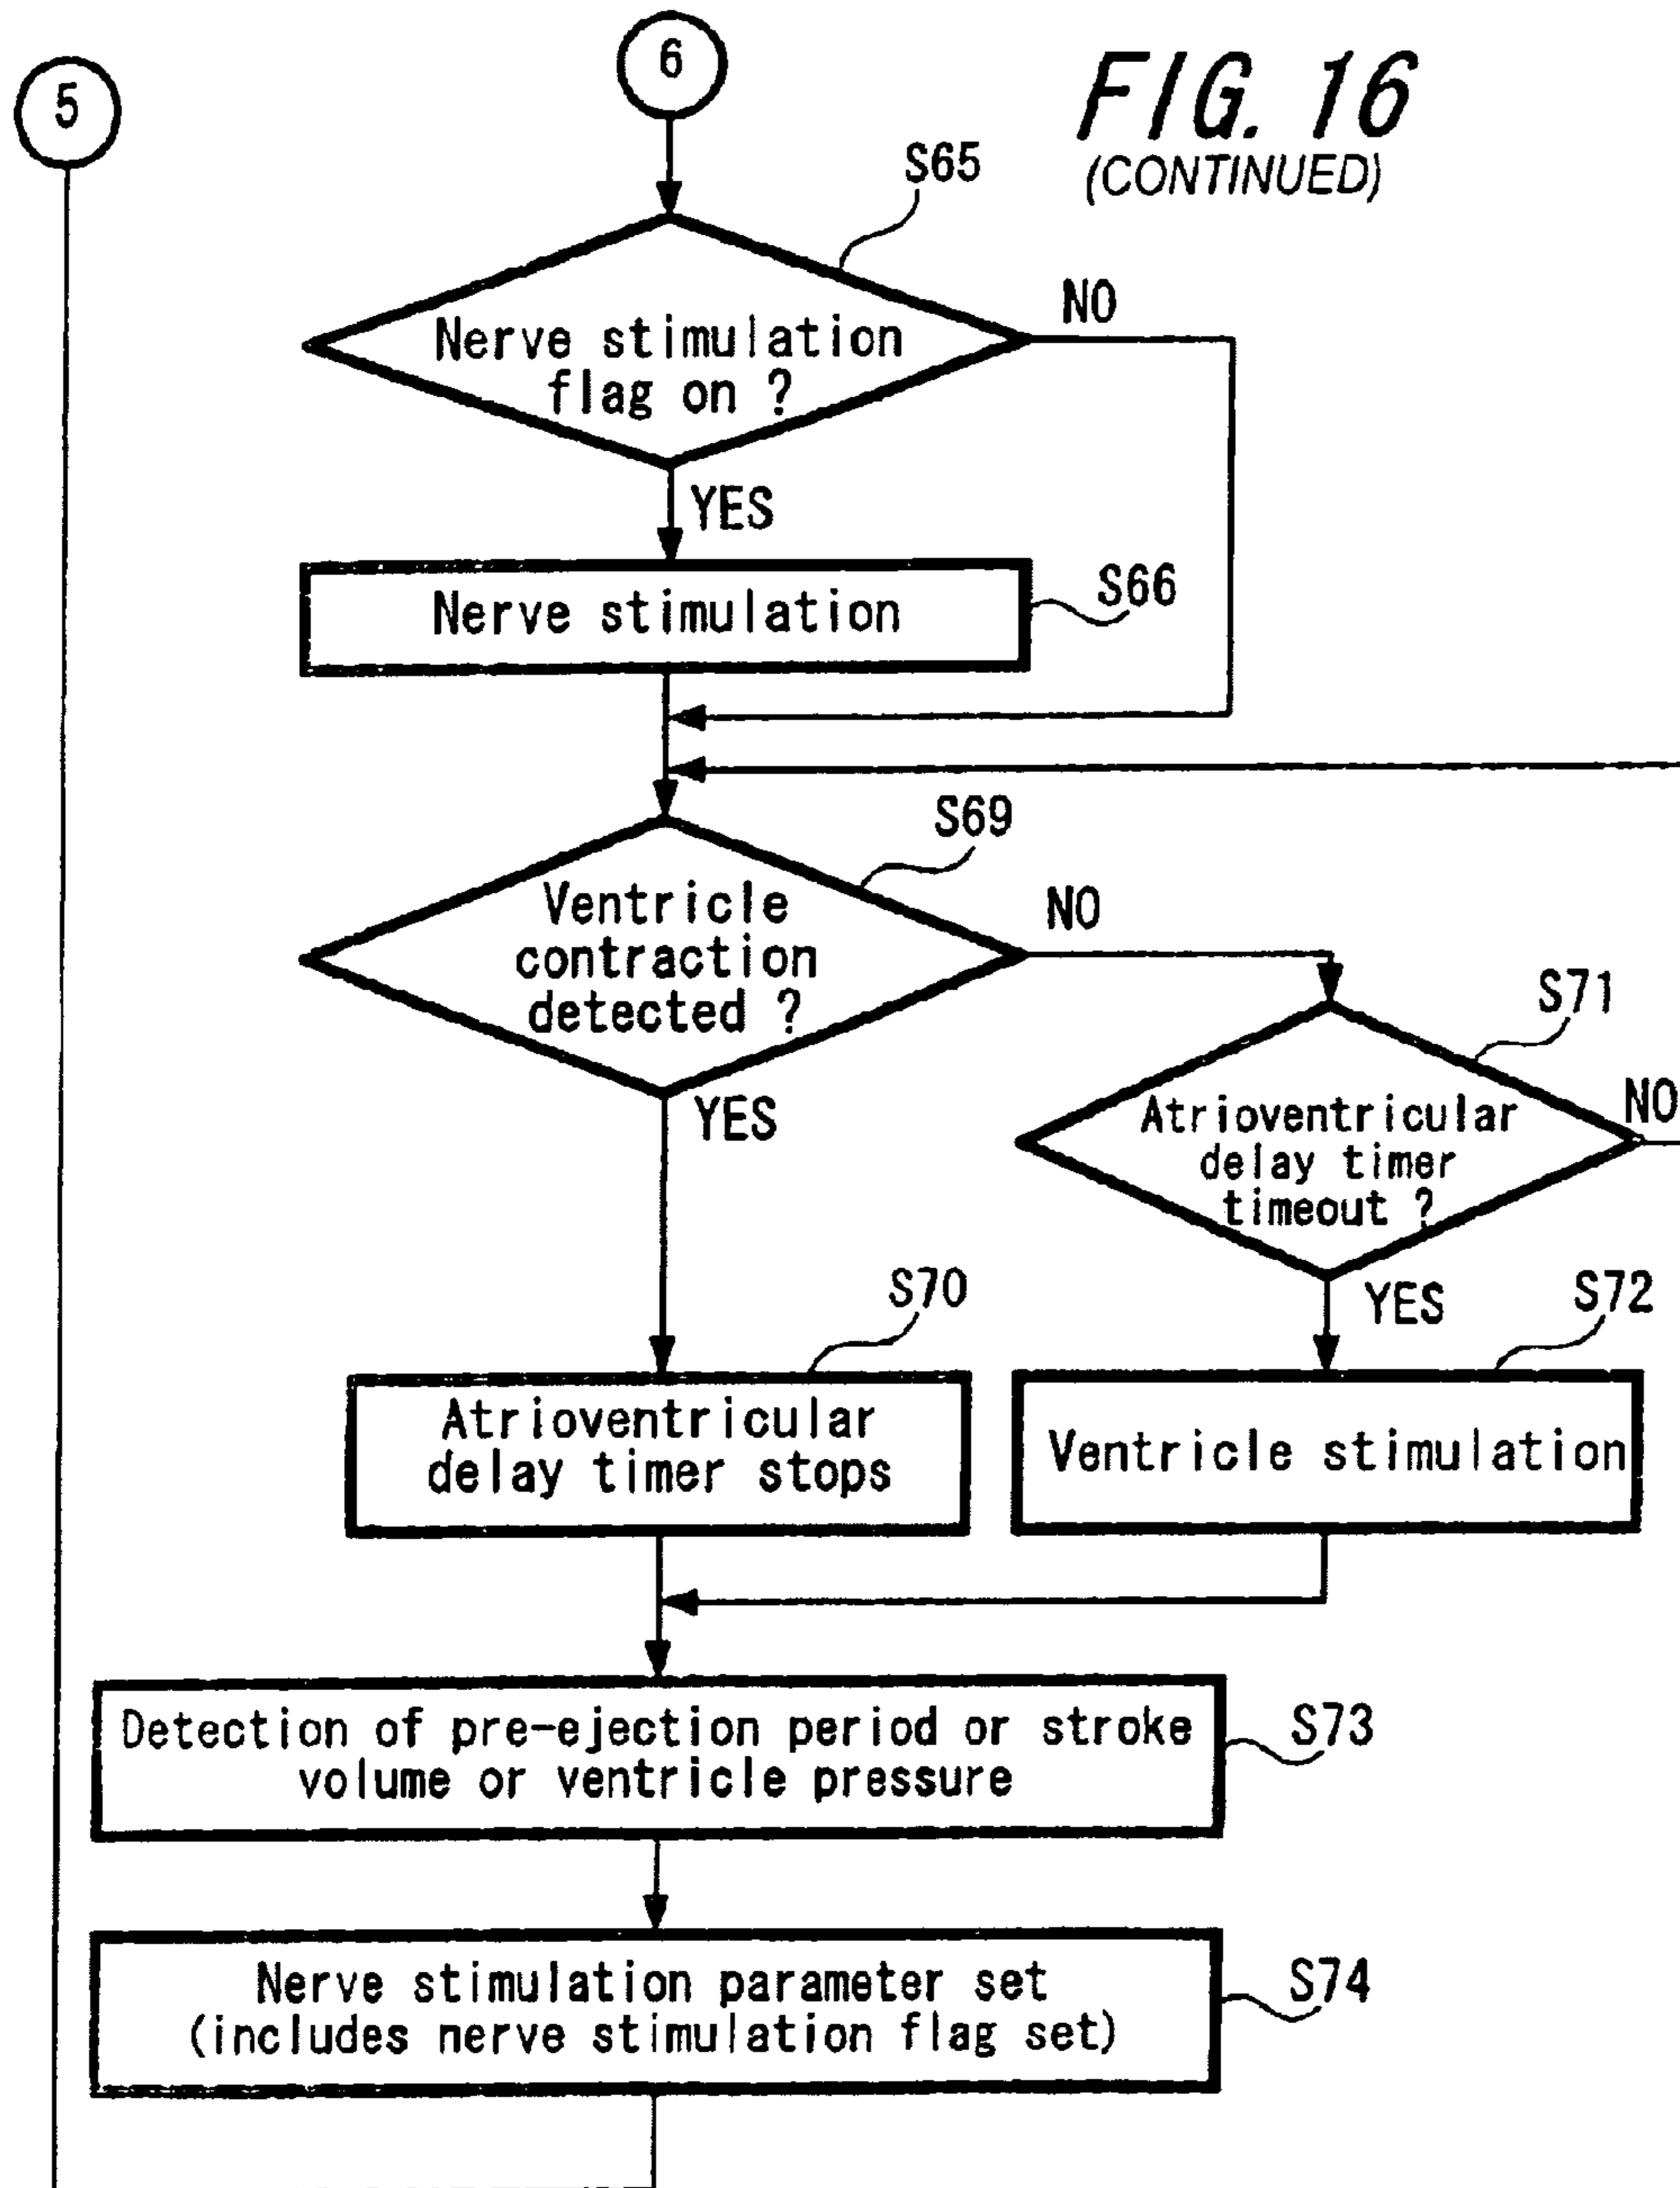 5
6
FIG. 16
(CONTINUED)
S65
Nerve stimulation
flag on ?
NO
YES
Nerve stimulation
S66
S69
Ventricle
contraction
detected ?
NO
YES
S71
Atrioventricular
delay timer
timeout ?
NO
YES
S70
Atrioventricular
delay timer stops
S72
Ventricle stimulation
Detection of pre-ejection period or stroke
volume or ventricle pressure
S73
Nerve stimulation parameter set
(includes nerve stimulation flag set)
S74